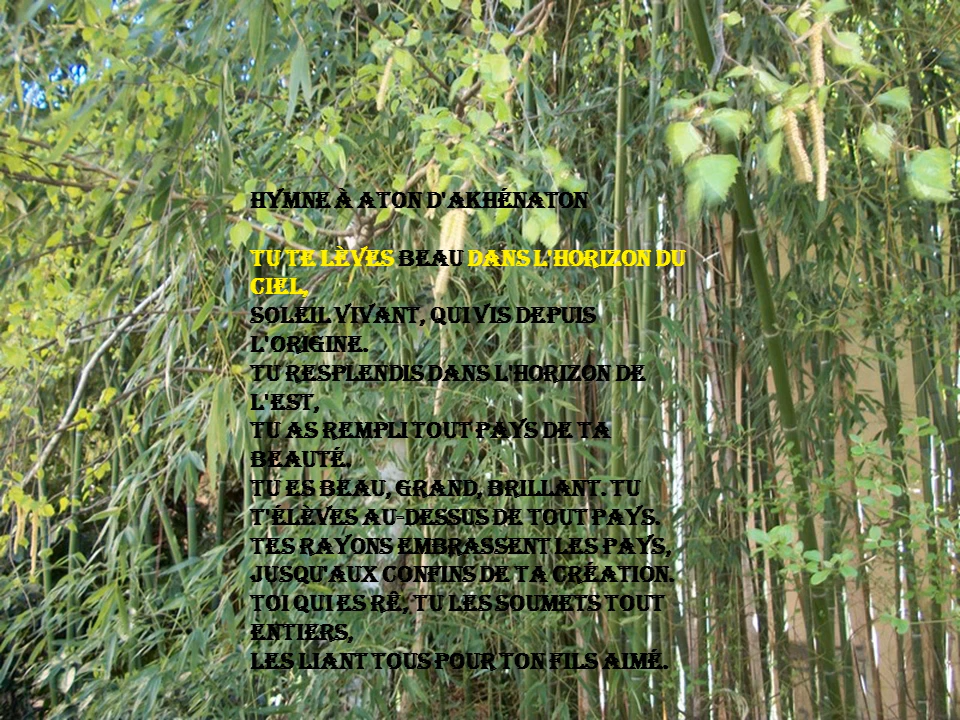 HYMNE À ATON D'AKHÉNATON
TU TE LÈVES BEAU DANS L'HORIZON DU
CIEL,
SOLEIL VIVANT, QUI VIS DEPUIS
L'ORIGINE.
TU RESPLENDIS DANS L'HORIZON DE
L'EST,
TU AS REMPLI TOUT PAYS DE TA
BEAUTÉ.
TU ES BEAU, GRAND, BRILLANT. TU
T'ÉLÈVES AU-DESSUS DE TOUT PAYS.
TES RAYONS EMBRASSENT LES PAYS,
JUSQU'AUX CONFINS DE TA CRÉATION.
TOI QUI ES RÊ, TU LES SOUMETS TOUT
ENTIERS,
LES LIANT TOUS POUR TON FILS AIMÉ.